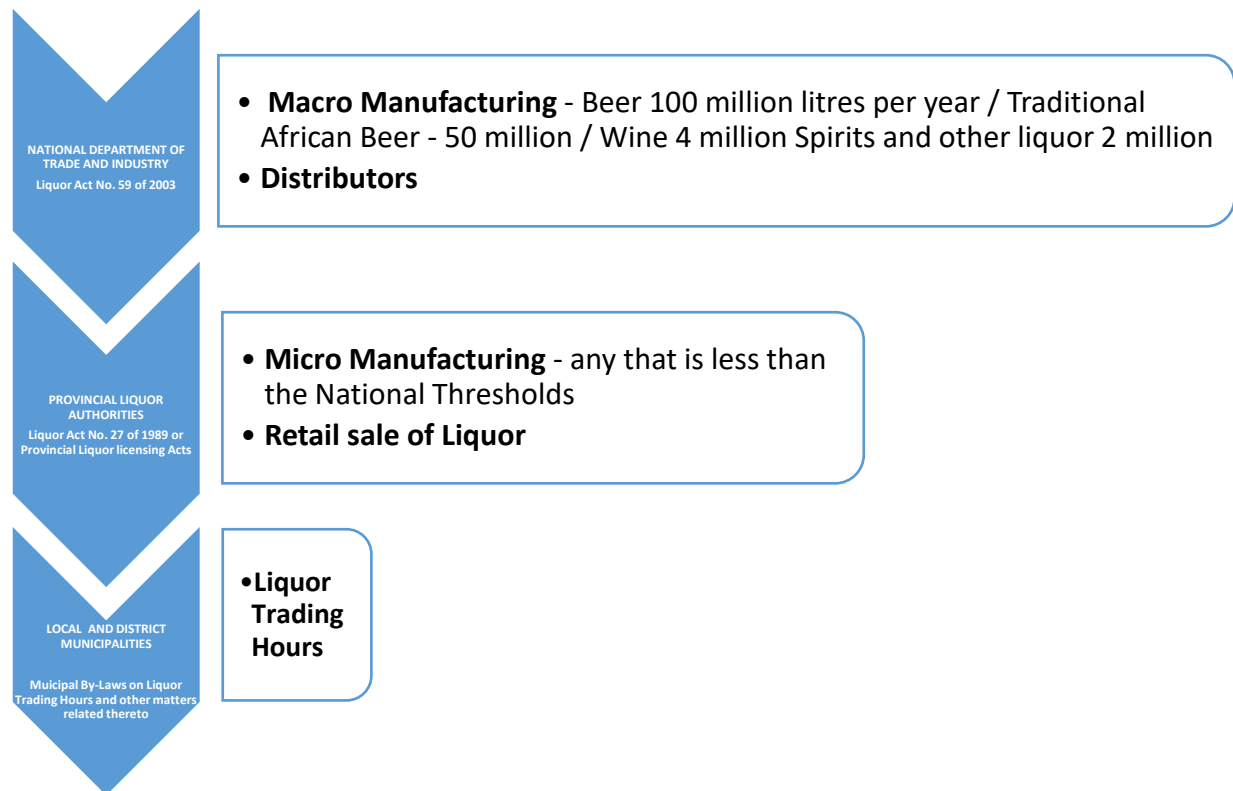 NATIONAL DEPARTMENT OF
TRADE AND INDUSTRY
Liquor Act No. 59 of 2003
• Macro Manufacturing - Beer 100 million litres per year / Traditional
African Beer - 50 million / Wine 4 million Spirits and other liquor 2 million
• Distributors
PROVINCIAL LIQUOR
AUTHORITIES
Liquor Act No. 27 of 1989 or
Provincial Liquor licensing Acts
• Micro Manufacturing - any that is less than
the National Thresholds
• Retail sale of Liquor
LOCAL AND DISTRICT
MUNICIPALITIES
Muicipal By-Laws on Liquor
Trading Hours and other matters
related thereto
•Liquor
Trading
Hours